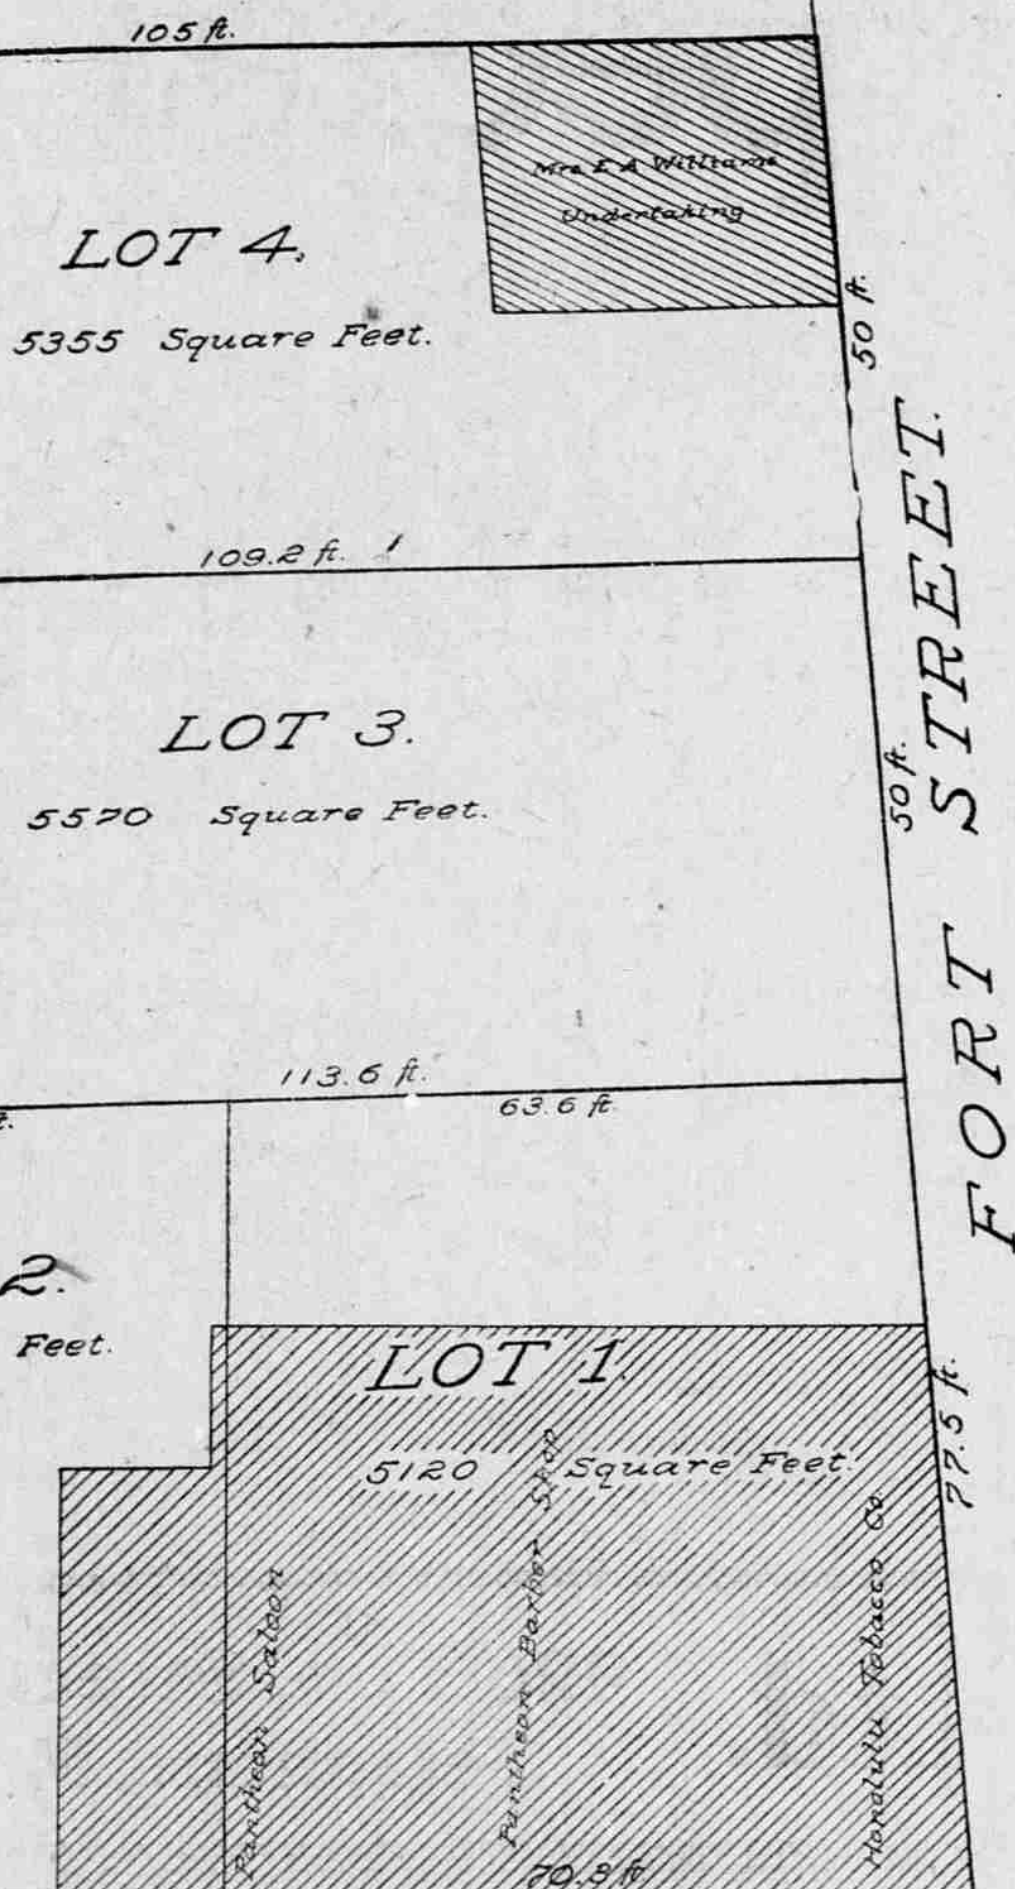 105 ft.
Mrs E A Williams
Undertaking
LOT 4.
5355 Square Feet.
50 ft.
109.2 ft.
LOT 3.
5570 Square Feet.
50 ft.
FORT STREET.
113.6 ft.
63.6 ft
2.
Feet.
LOT 1.
5120 Square Feet.
77.5 ft.
Pantheon Saloon
Pantheon Barber Shop
Honolulu Tobacco Co.
70.3 ft